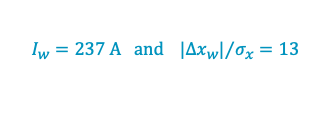 I_w = 237 A and |Δx_w|/σ_x = 13